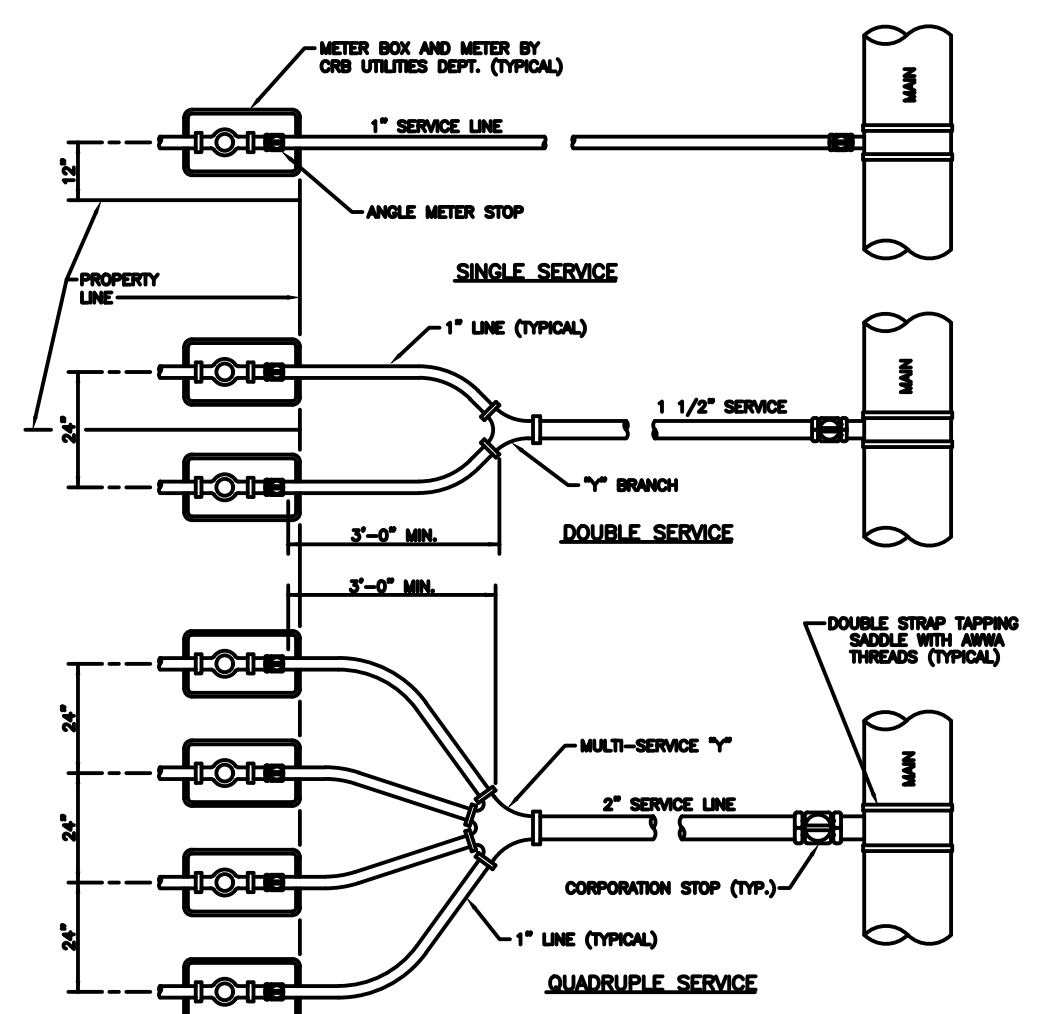 METER BOX AND METER BY
CRB UTILITIES DEPT. (TYPICAL)
MAIN
1" SERVICE LINE
12"
ANGLE METER STOP
SINGLE SERVICE
PROPERTY
LINE
1" LINE (TYPICAL)
MAIN
1 1/2" SERVICE
24"
"Y" BRANCH
DOUBLE SERVICE
3'-0" MIN.
3'-0" MIN.
DOUBLE STRAP TAPPING
SADDLE WITH AWWA
THREADS (TYPICAL)
24"
MULTI-SERVICE "Y"
MAIN
2" SERVICE LINE
24"
CORPORATION STOP (TYP.)
24"
1" LINE (TYPICAL)
QUADRUPLE SERVICE